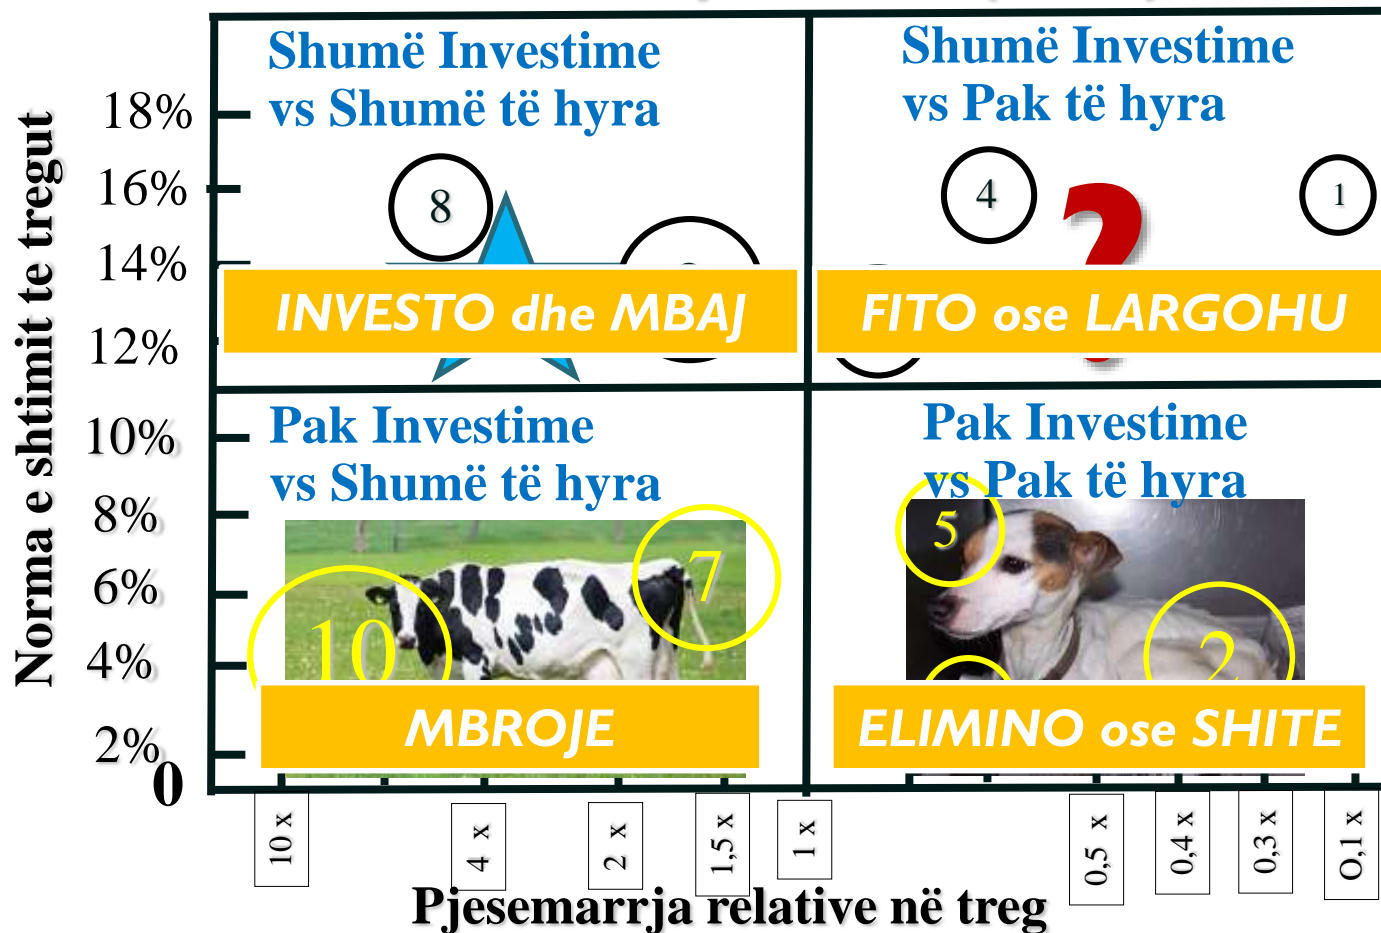 Shumë Investime
vs Shumë të hyra
Shumë Investime
vs Pak të hyra
18%
16%
14%
12%
10%
8%
6%
4%
2%
0
Norma e shtimit te tregut
8
4
1
?
INVESTO dhe MBAJ
FITO ose LARGOHU
Pak Investime
vs Shumë të hyra
Pak Investime
vs Pak të hyra
10
7
5
2
MBROJE
ELIMINO ose SHITE
10 x
4 x
2 x
1,5 x
1 x
0,5 x
0,4 x
0,3 x
O,1 x
Pjesemarrja relative në treg